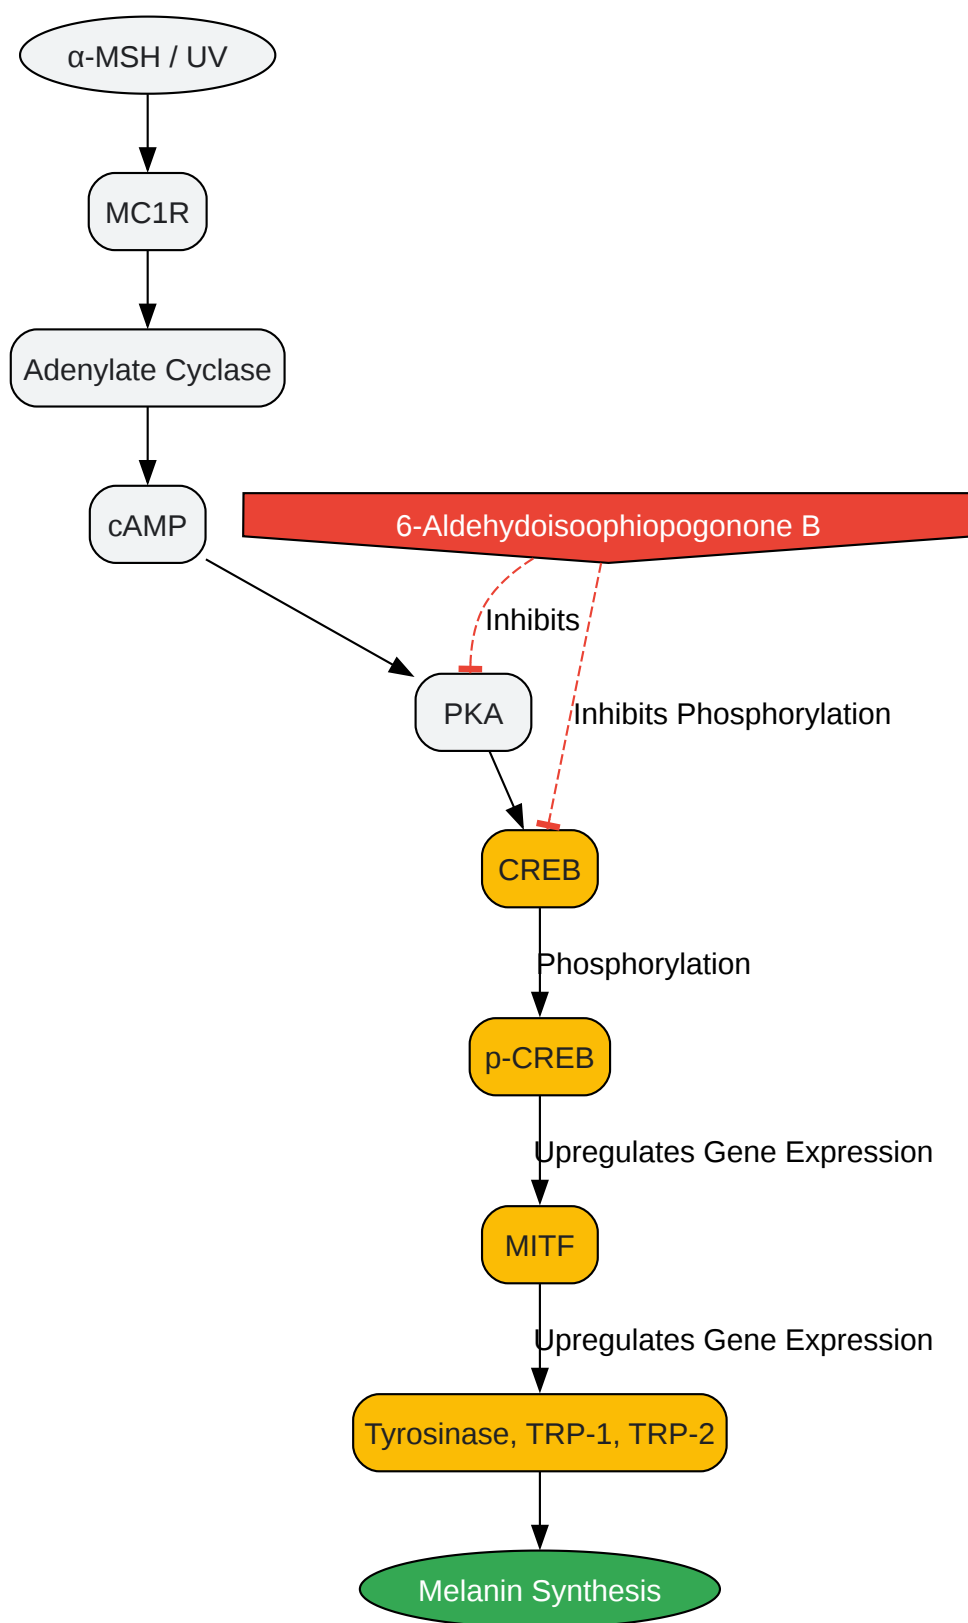 α-MSH / UV
MC1R
Adenylate Cyclase
cAMP
6-Aldehydoisoophiopogonone B
Inhibits
PKA
Inhibits Phosphorylation
CREB
Phosphorylation
p-CREB
Upregulates Gene Expression
MITF
Upregulates Gene Expression
Tyrosinase, TRP-1, TRP-2
Melanin Synthesis